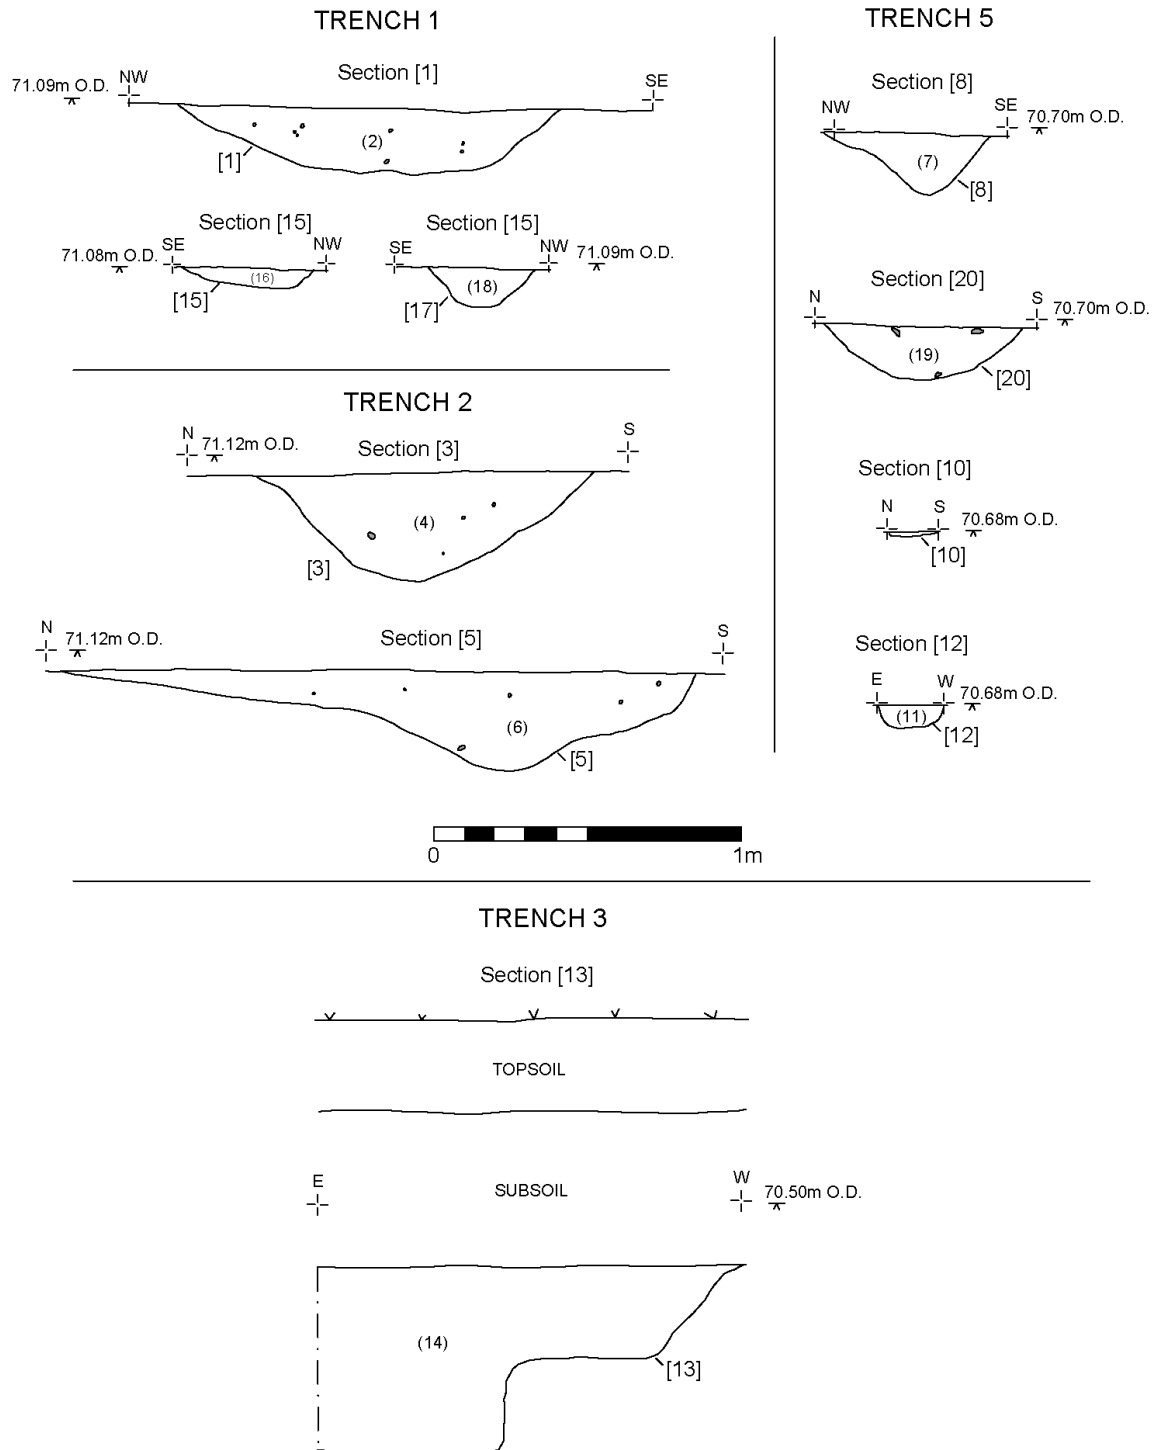 TRENCH 1
Section [1]
NW
SE
71.09m O.D.
(2)
[1]
Section [15]
SE
NW
71.08m O.D.
(16)
[15]
Section [15]
SE
NW
71.09m O.D.
(18)
[17]
TRENCH 2
Section [3]
N
S
71.12m O.D.
(4)
[3]
Section [5]
N
S
71.12m O.D.
(6)
[5]
TRENCH 5
Section [8]
NW
SE
70.70m O.D.
(7)
[8]
Section [20]
N
S
70.70m O.D.
(19)
[20]
Section [10]
N
S
70.68m O.D.
[10]
Section [12]
E
W
70.68m O.D.
(11)
[12]
0
1m
TRENCH 3
Section [13]
TOPSOIL
E
SUBSOIL
W
70.50m O.D.
(14)
[13]